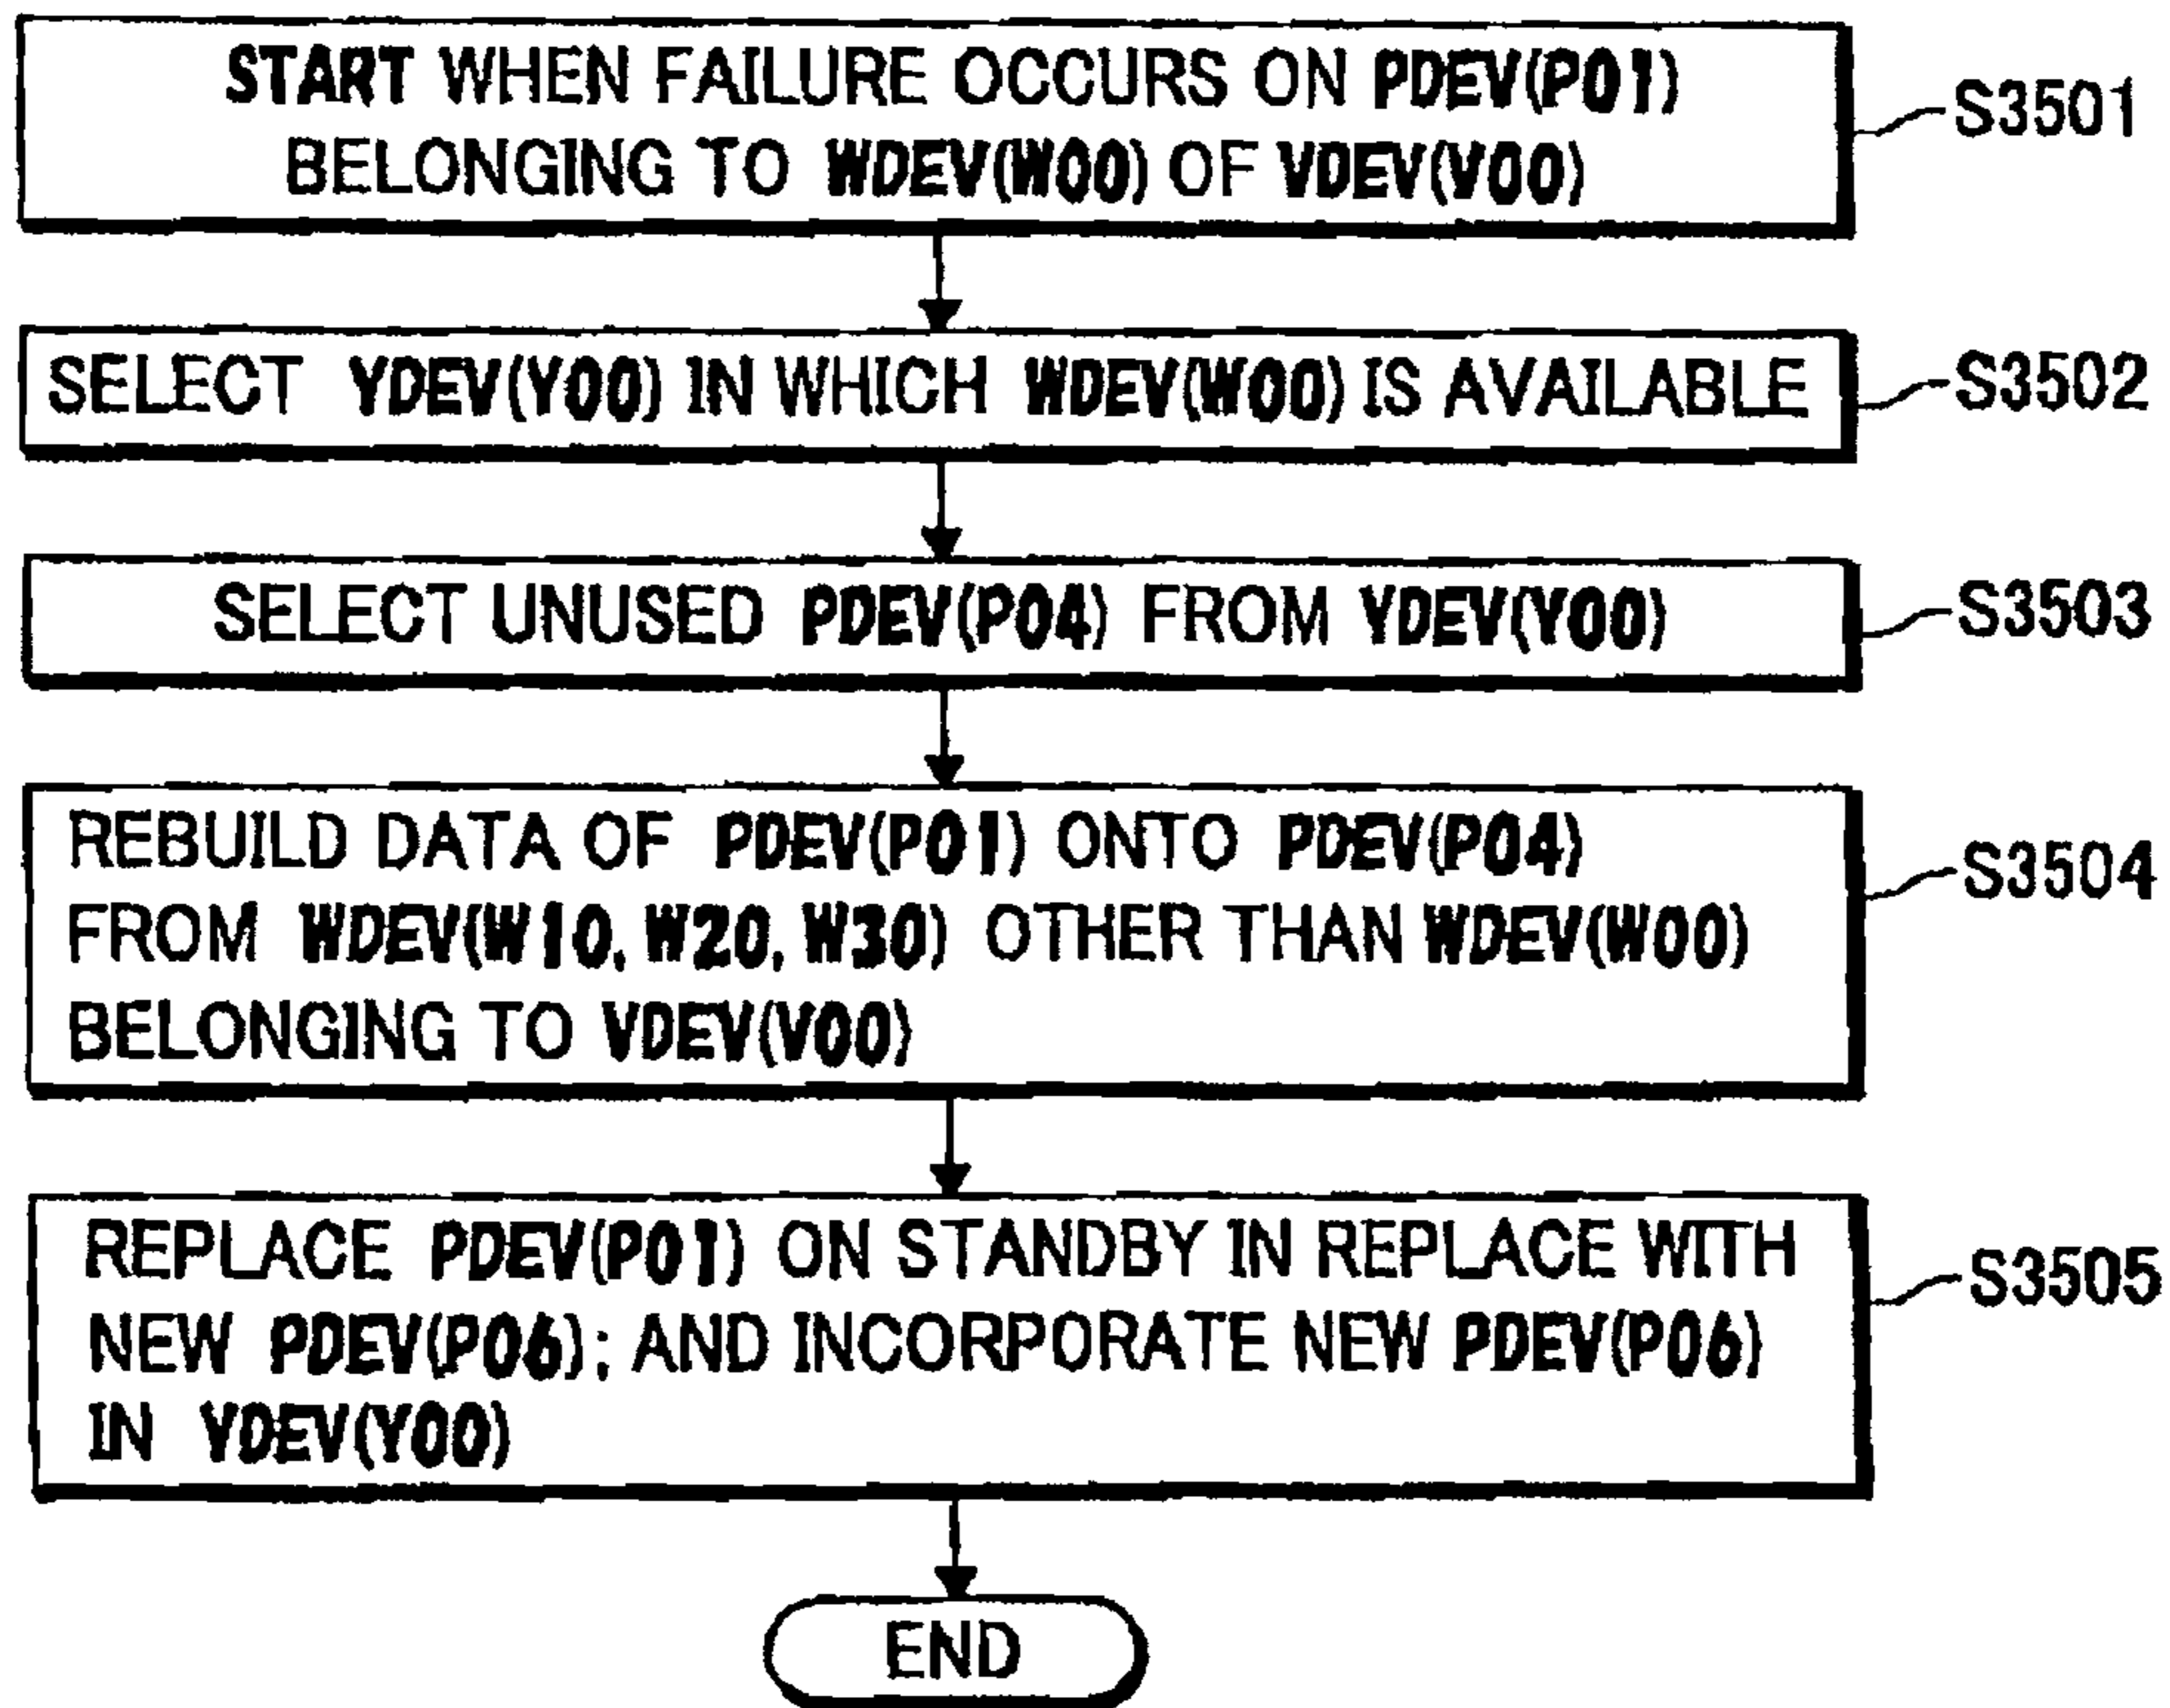 START WHEN FAILURE OCCURS ON PDEV(P01)
BELONGING TO WDEV(W00) OF VDEV(V00)
S3501
SELECT YDEV(Y00) IN WHICH WDEV(W00) IS AVAILABLE
S3502
SELECT UNUSED PDEV(P04) FROM YDEV(Y00)
S3503
REBUILD DATA OF PDEV(P01) ONTO PDEV(P04)
FROM WDEV(W10, W20, W30) OTHER THAN WDEV(W00)
BELONGING TO VDEV(V00)
S3504
REPLACE PDEV(P01) ON STANDBY IN REPLACE WITH
NEW PDEV(P06); AND INCORPORATE NEW PDEV(P06)
IN YDEV(Y00)
S3505
END